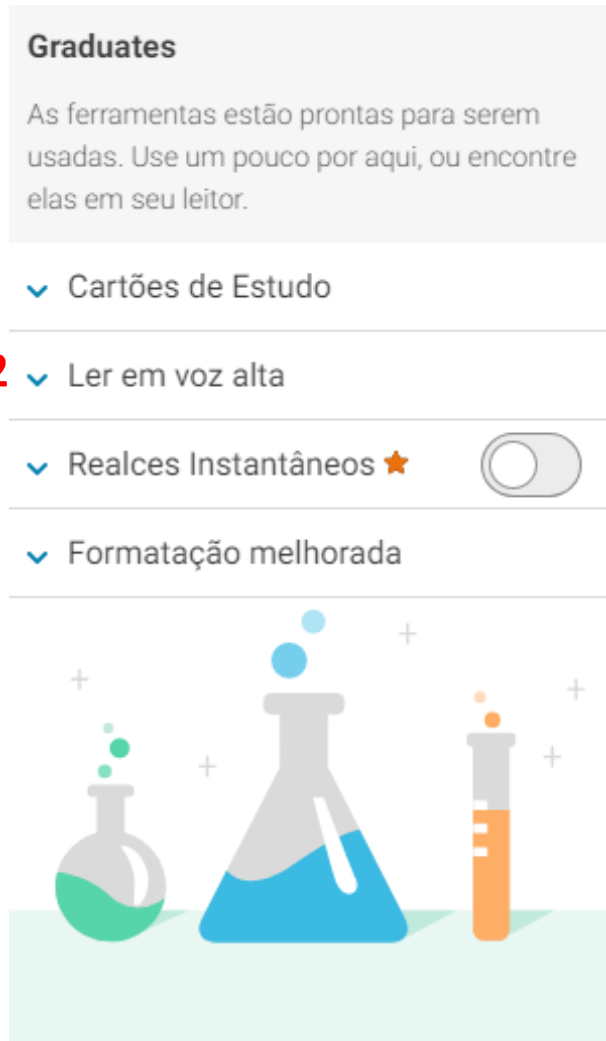 Graduates
As ferramentas estão prontas para serem
usadas. Use um pouco por aqui, ou encontre
elas em seu leitor.
Cartões de Estudo
2 Ler em voz alta
Realces Instantâneos
Formatação melhorada